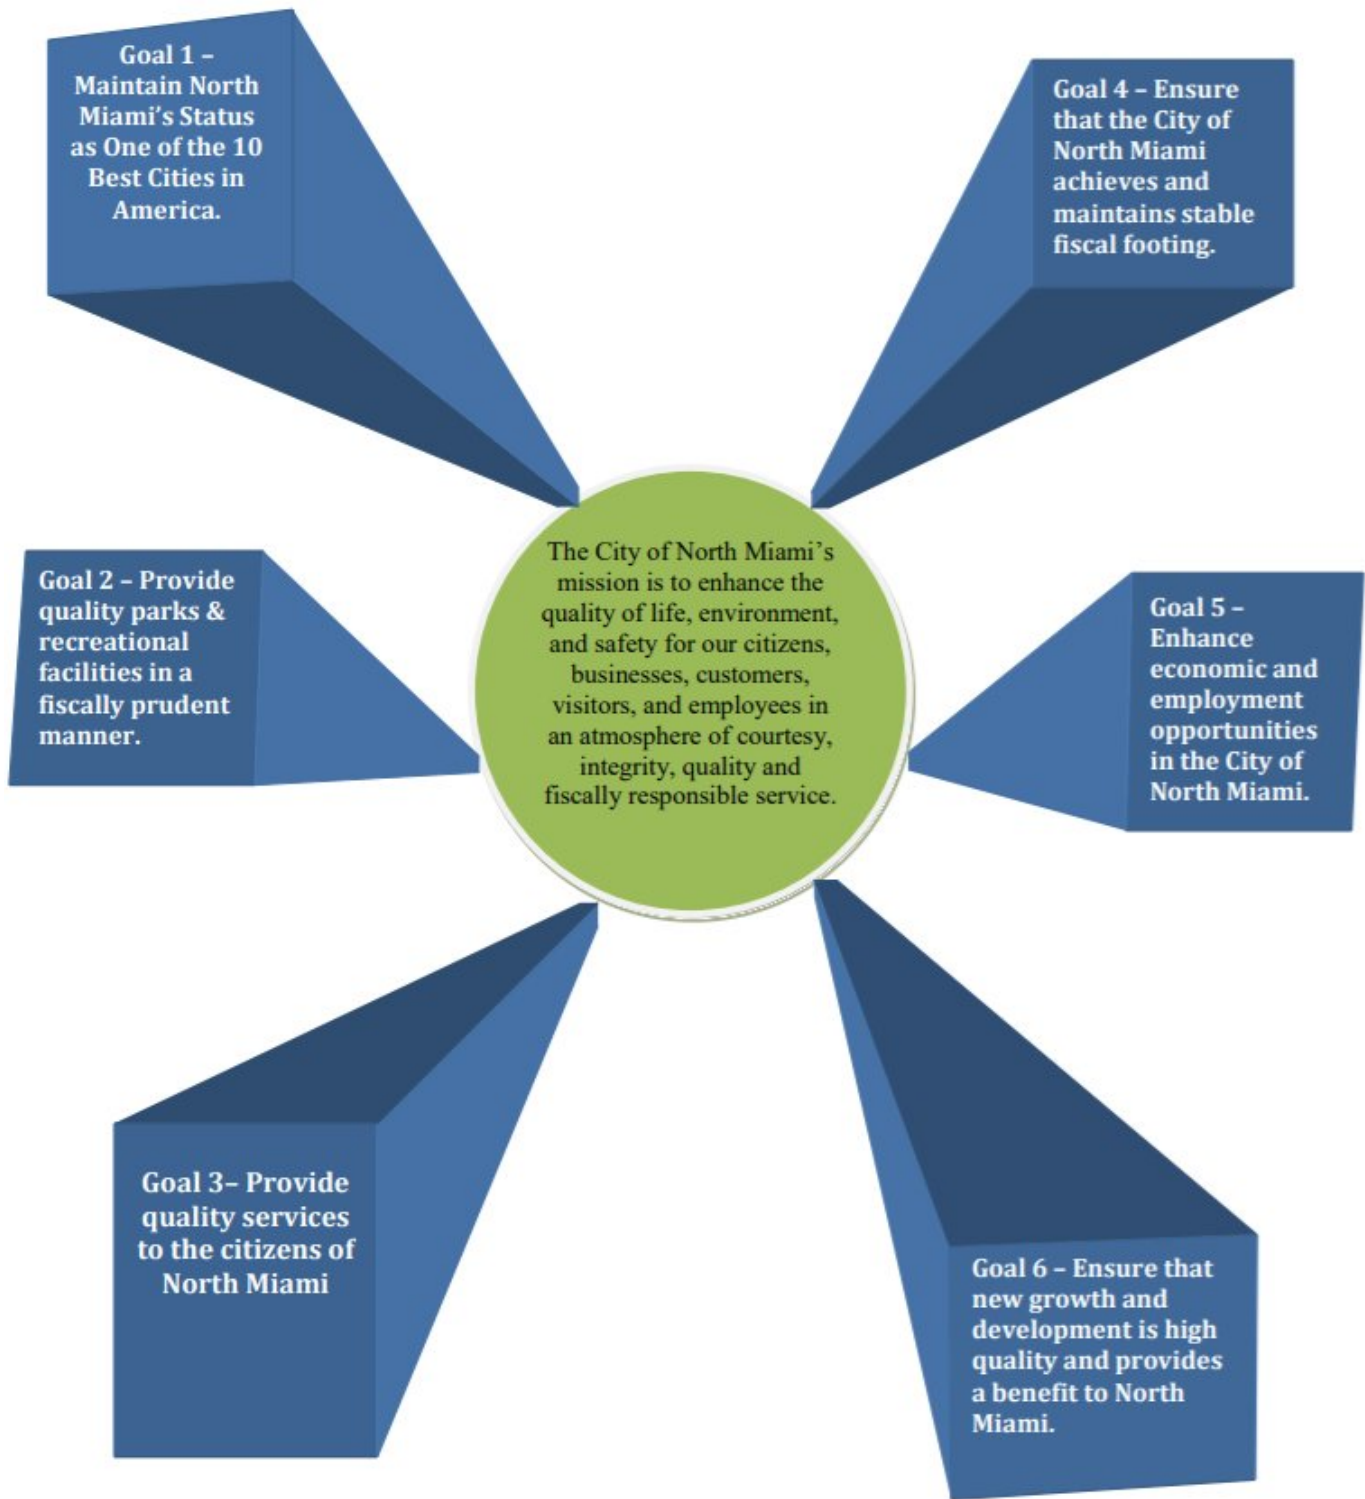 Goal 1 –
Maintain North
Miami’s Status
as One of the 10
Best Cities in
America.
Goal 2 – Provide
quality parks &
recreational
facilities in a
fiscally prudent
manner.
Goal 3– Provide
quality services
to the citizens of
North Miami
The City of North Miami’s
mission is to enhance the
quality of life, environment,
and safety for our citizens,
businesses, customers,
visitors, and employees in
an atmosphere of courtesy,
integrity, quality and
fiscally responsible service.
Goal 4 – Ensure
that the City of
North Miami
achieves and
maintains stable
fiscal footing.
Goal 5 –
Enhance
economic and
employment
opportunities
in the City of
North Miami.
Goal 6 – Ensure that
new growth and
development is high
quality and provides
a benefit to North
Miami.